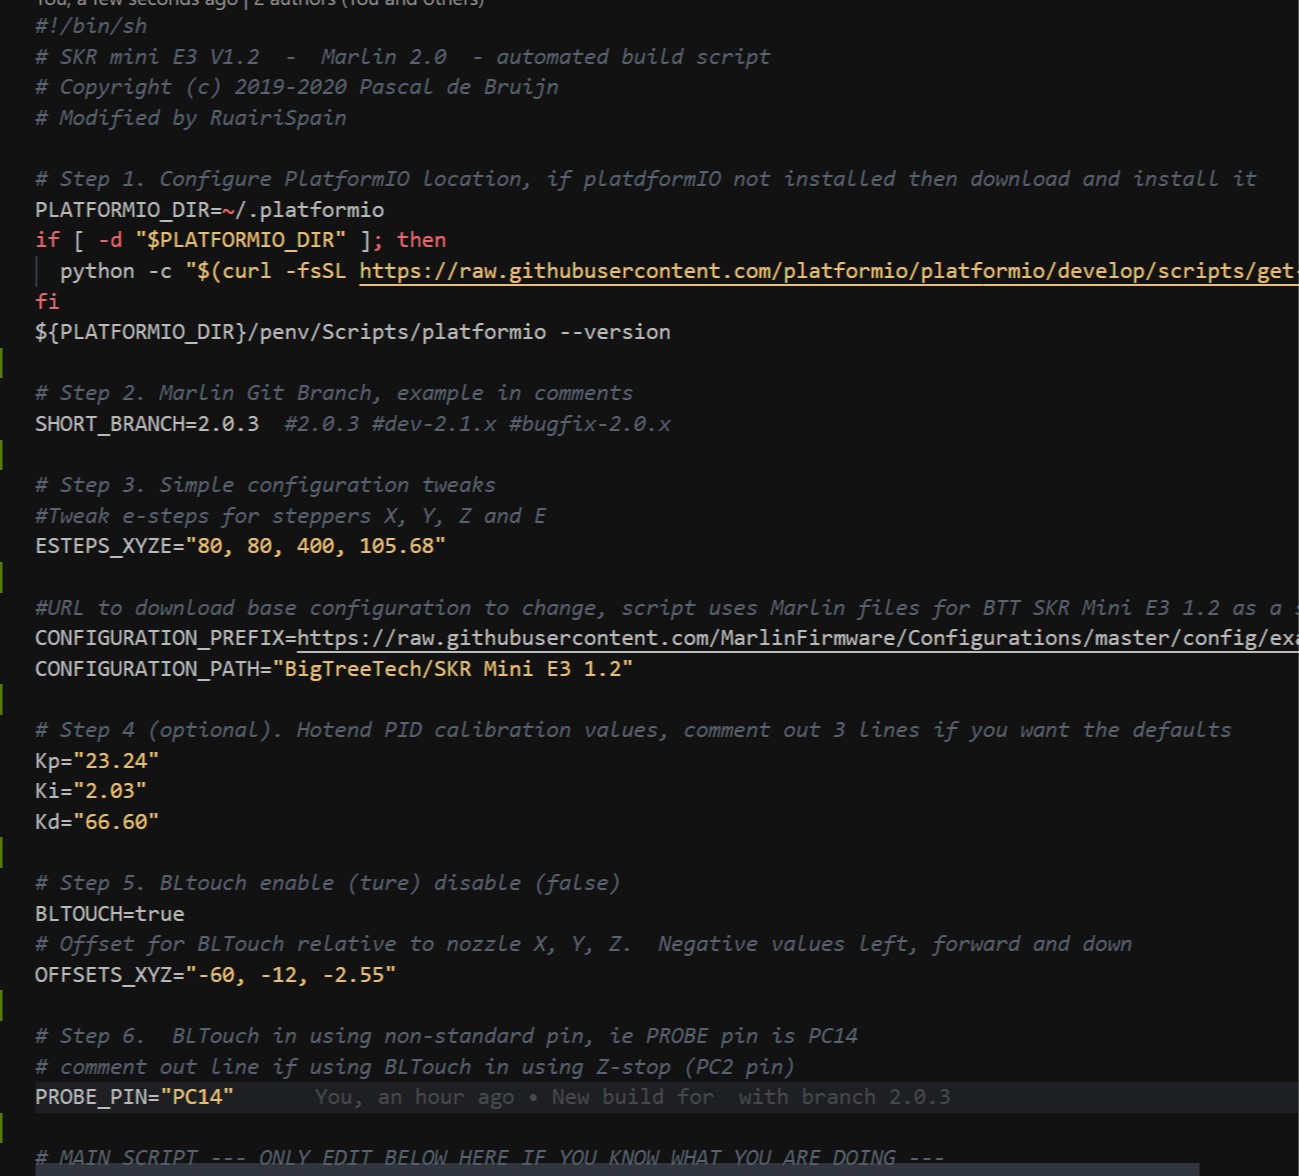 You, a few seconds ago | 2 authors (You and others)
#!/bin/sh
# SKR mini E3 V1.2  -  Marlin 2.0  - automated build script
# Copyright (c) 2019-2020 Pascal de Bruijn
# Modified by RuairiSpain
# Step 1. Configure PlatformIO location, if platdformIO not installed then download and install it
PLATFORMIO_DIR=~/.platformio
if [ -d "$PLATFORMIO_DIR" ]; then
  python -c "$(curl -fsSL https://raw.githubusercontent.com/platformio/platformio/develop/scripts/get-
fi
${PLATFORMIO_DIR}/penv/Scripts/platformio --version
# Step 2. Marlin Git Branch, example in comments
SHORT_BRANCH=2.0.3  #2.0.3 #dev-2.1.x #bugfix-2.0.x
# Step 3. Simple configuration tweaks
#Tweak e-steps for steppers X, Y, Z and E
ESTEPS_XYZE="80, 80, 400, 105.68"
#URL to download base configuration to change, script uses Marlin files for BTT SKR Mini E3 1.2 as a
CONFIGURATION_PREFIX=https://raw.githubusercontent.com/MarlinFirmware/Configurations/master/config/exa
CONFIGURATION_PATH="BigTreeTech/SKR Mini E3 1.2"
# Step 4 (optional). Hotend PID calibration values, comment out 3 lines if you want the defaults
Kp="23.24"
Ki="2.03"
Kd="66.60"
# Step 5. BLtouch enable (ture) disable (false)
BLTOUCH=true
# Offset for BLTouch relative to nozzle X, Y, Z.  Negative values left, forward and down
OFFSETS_XYZ="-60, -12, -2.55"
# Step 6.  BLTouch in using non-standard pin, ie PROBE pin is PC14
# comment out line if using BLTouch in using Z-stop (PC2 pin)
PROBE_PIN="PC14"      You, an hour ago • New build for  with branch 2.0.3
# MAIN SCRIPT --- ONLY EDIT BELOW HERE IF YOU KNOW WHAT YOU ARE DOING ---